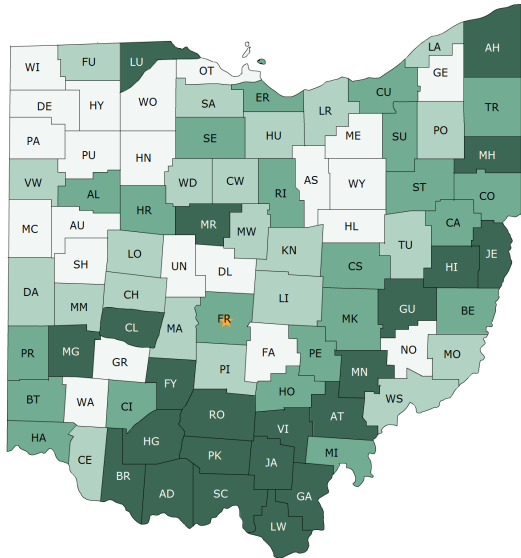 AH
LA
FU
LU
WI
OT
GE
CU
ER
HY
WO
SA
DE
LR
TR
PO
SE
HU
ME
SU
PA
PU
HN
MH
VW
AL
WD
CW
RI
AS
WY
ST
CO
HR
MC
AU
MR
MW
HL
CA
TU
LO
KN
JE
SH
UN
DL
CS
HI
DA
MM
CH
LI
GU
BE
CL
MA
FR
MK
PR
MG
GR
FA
PE
NO
MO
PI
MN
FY
BT
WA
CI
HO
WS
RO
AT
VI
HA
HG
MI
CE
PK
JA
BR
AD
SC
GA
LW